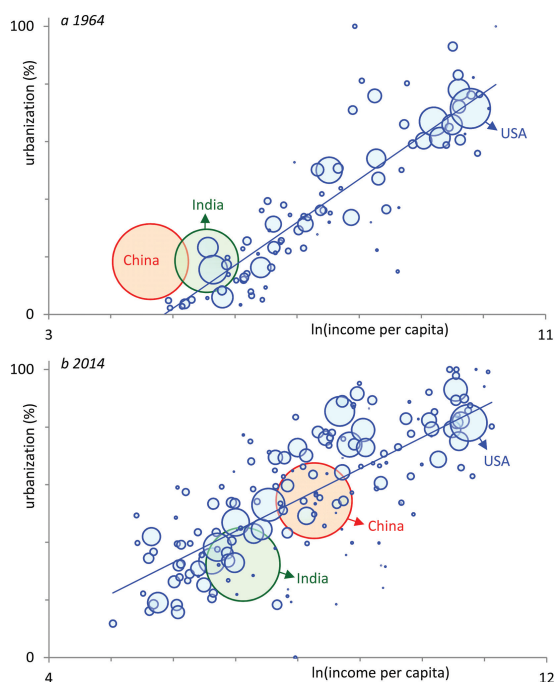 a 1964
100
urbanization (%)
USA
India
China
0
3
ln(income per capita)
11
b 2014
100
urbanization (%)
USA
China
India
0
4
ln(income per capita)
12